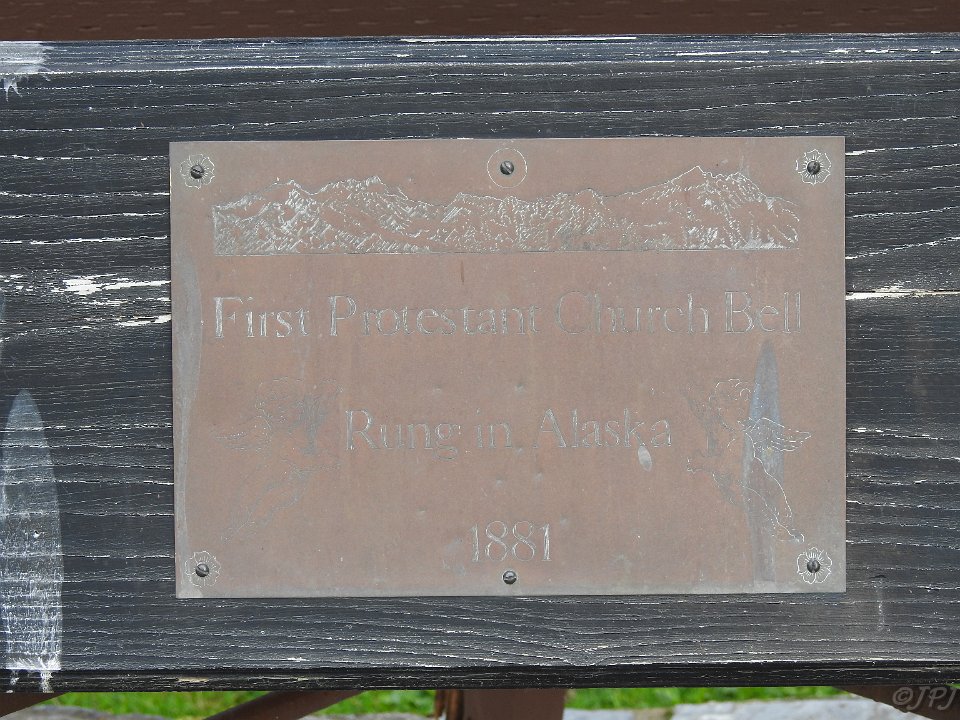 First Protestant Church Bell
Rung in Alaska
1881
©JPJ